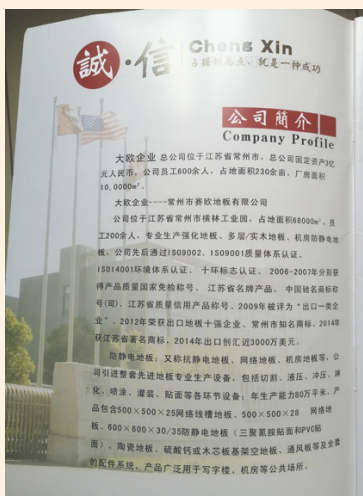 誠·信
Cheng Xin
占据制高点，就是一种成功
公司簡介
Company Profile
大欧企业 总公司位于江苏省常州市，总公司固定资产3亿
元人民币，公司员工600余人，占地面积230余亩，厂房面积
10,0000m²。
大欧企业----常州市赛欧地板有限公司
公司位于江苏省常州市横林工业园，占地面积68000m²，员
工200余人，专业生产强化地板、多层/实木地板、机房防静电地
板，公司先后通过ISO9002、ISO9001质量体系认证、
ISO14001环境体系认证、 十环标志认证、 2006-2007年分别获
得产品质量国家免检称号、 江苏省名牌产品、 中国驰名商标称
号(司)、江苏省质量信用产品称号、2009年被评为“出口一类企
业”、2012年荣获出口地板十强企业、常州市知名商标，2014年
获江苏省著名商标，2014年出口创汇近3000万美元。
防静电地板：又称抗静电地板、网络地板、机房地板等，公
司引进整套先进地板专业生产设备，包括切割、液压、冲压、淋
化、喷涂、灌装、贴面等各环节设备；年生产能力80万平米，产
品包含500×500×25网络线槽地板，500×500×28 网络地
板、600×600×30/35防静电地板（三聚氰胺贴面和PVC贴
面）、陶瓷地板、硫酸钙或木芯板基架空地板、通风板等及全套
的配件系统，产品广泛用于写字楼、机房等公共场所。